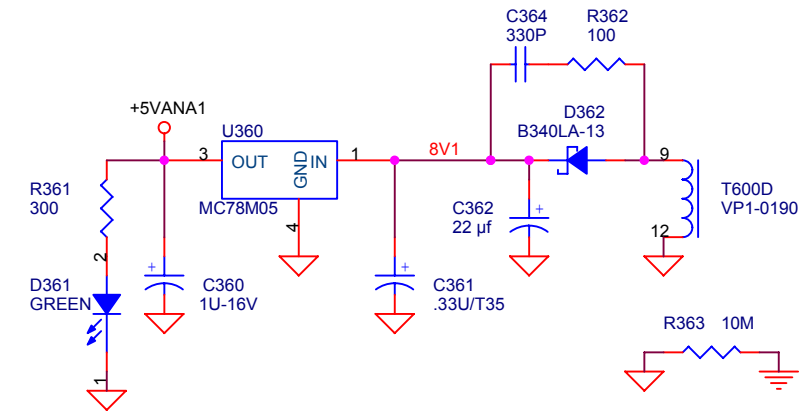 C364
330P
R362
100
+5VANA1
U360
D362
B340LA-13
3
OUT
GND
IN
1
8V1
9
R361
300
MC78M05
4
C362
22 µf
T600D
VP1-0190
12
2
D361
GREEN
C360
1U-16V
C361
.33U/T35
R363 10M
1